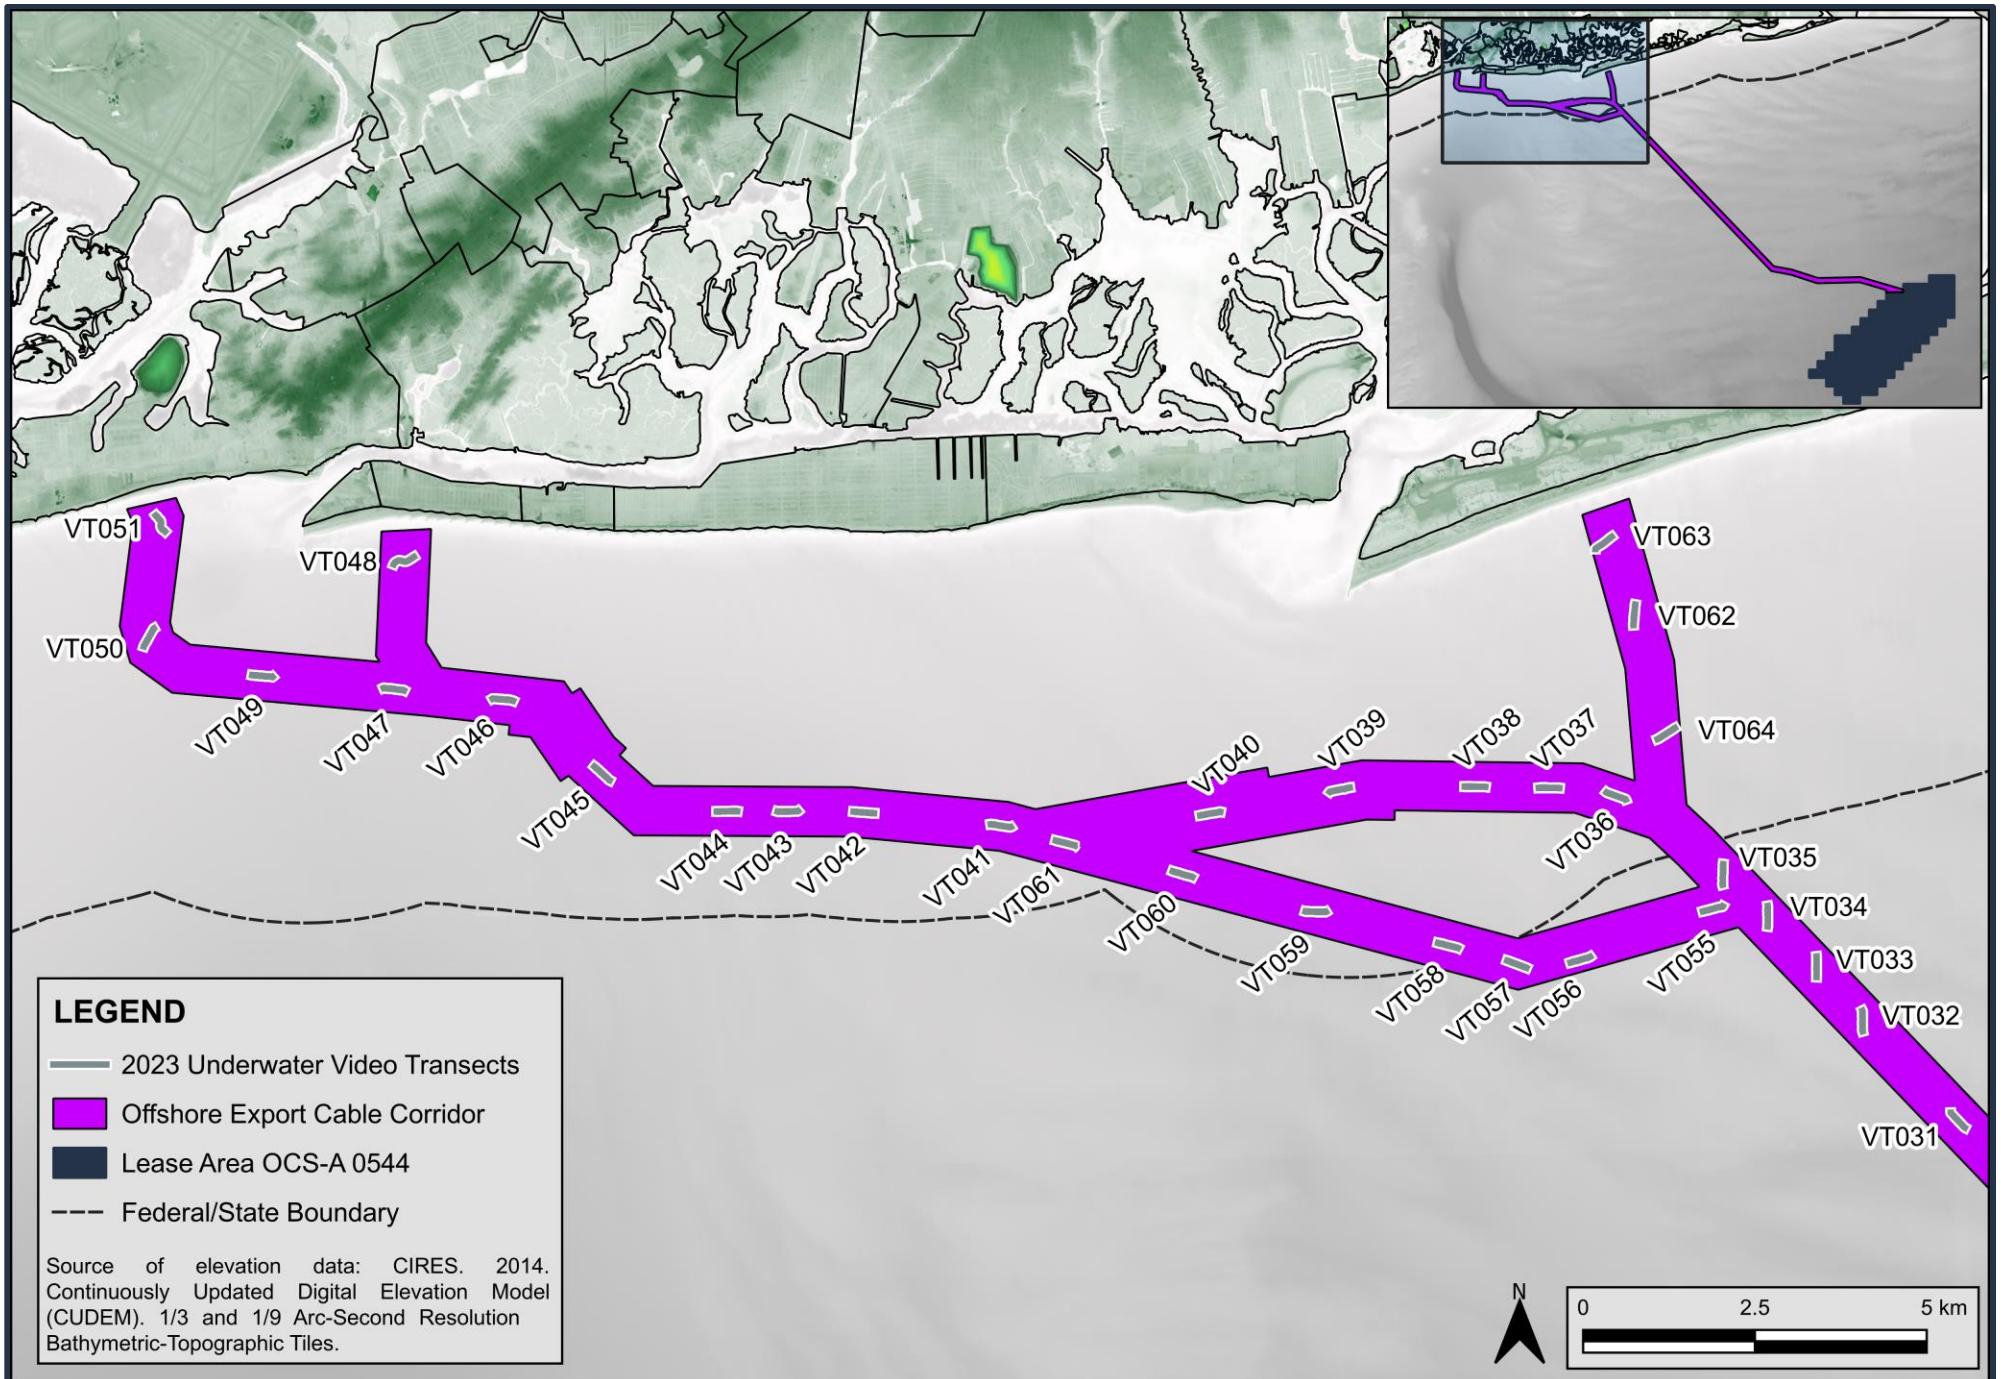 VT051
VT048
VT063
VT062
VT050
VT049
VT047
VT046
VT045
VT044
VT043
VT042
VT041
VT061
VT060
VT040
VT039
VT038
VT037
VT064
VT036
VT035
VT034
VT033
VT032
VT031
VT059
VT058
VT057
VT056
VT055
LEGEND
2023 Underwater Video Transects
Offshore Export Cable Corridor
Lease Area OCS-A 0544
Federal/State Boundary
Source of elevation data: CIRES. 2014.
Continuously Updated Digital Elevation Model
(CUDEM). 1/3 and 1/9 Arc-Second Resolution
Bathymetric-Topographic Tiles.
N
0 2.5 5 km